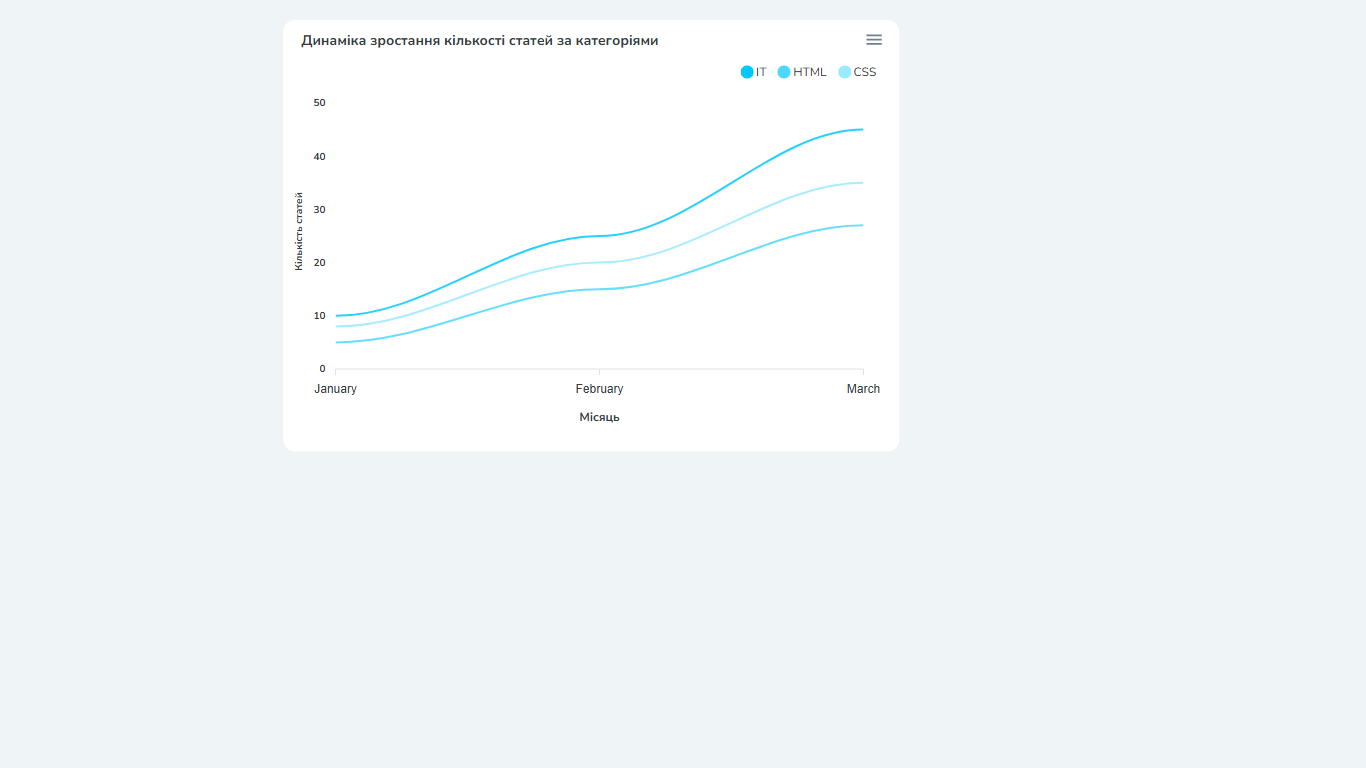 Динаміка зростання кількості статей за категоріями
IT HTML CSS
50
40
30
20
10
0
Кількість статей
January February March
Місяць